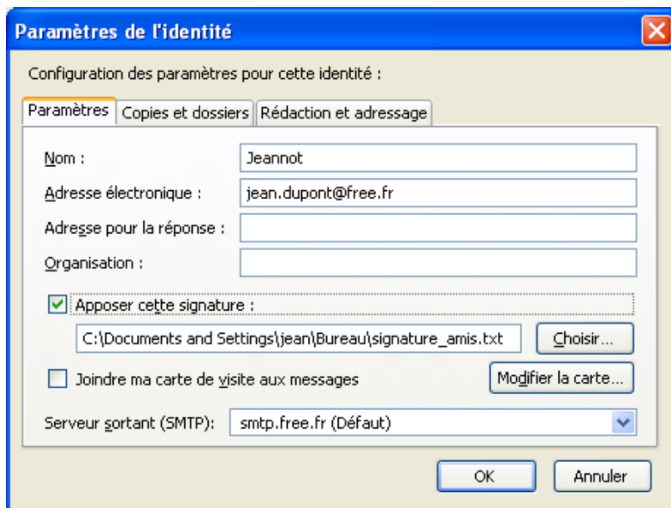 Paramètres de l'identité
Configuration des paramètres pour cette identité :
Paramètres Copies et dossiers Rédaction et adressage
Nom : Jeannot
Adresse électronique : jean.dupont@free.fr
Adresse pour la réponse :
Organisation :
Apposer cette signature :
C:\Documents and Settings\jean\Bureau\signature_amis.txt Choisir...
Joindre ma carte de visite aux messages Modifier la carte...
Serveur sortant (SMTP): smtp.free.fr (Défaut)
OK Annuler